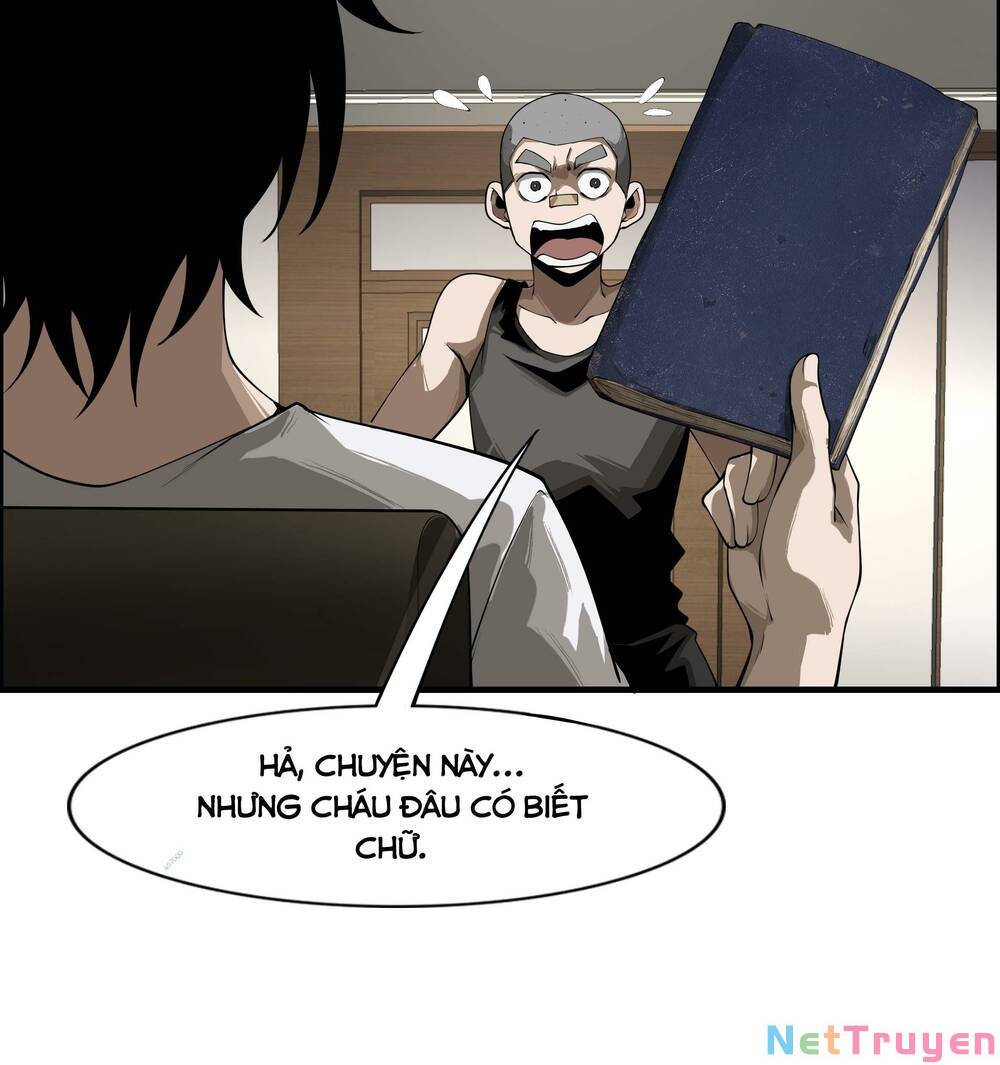 HẢ, CHUYỆN NÀY...
NHƯNG CHÁU ĐÂU CÓ BIẾT
CHỮ.
NetTruyen